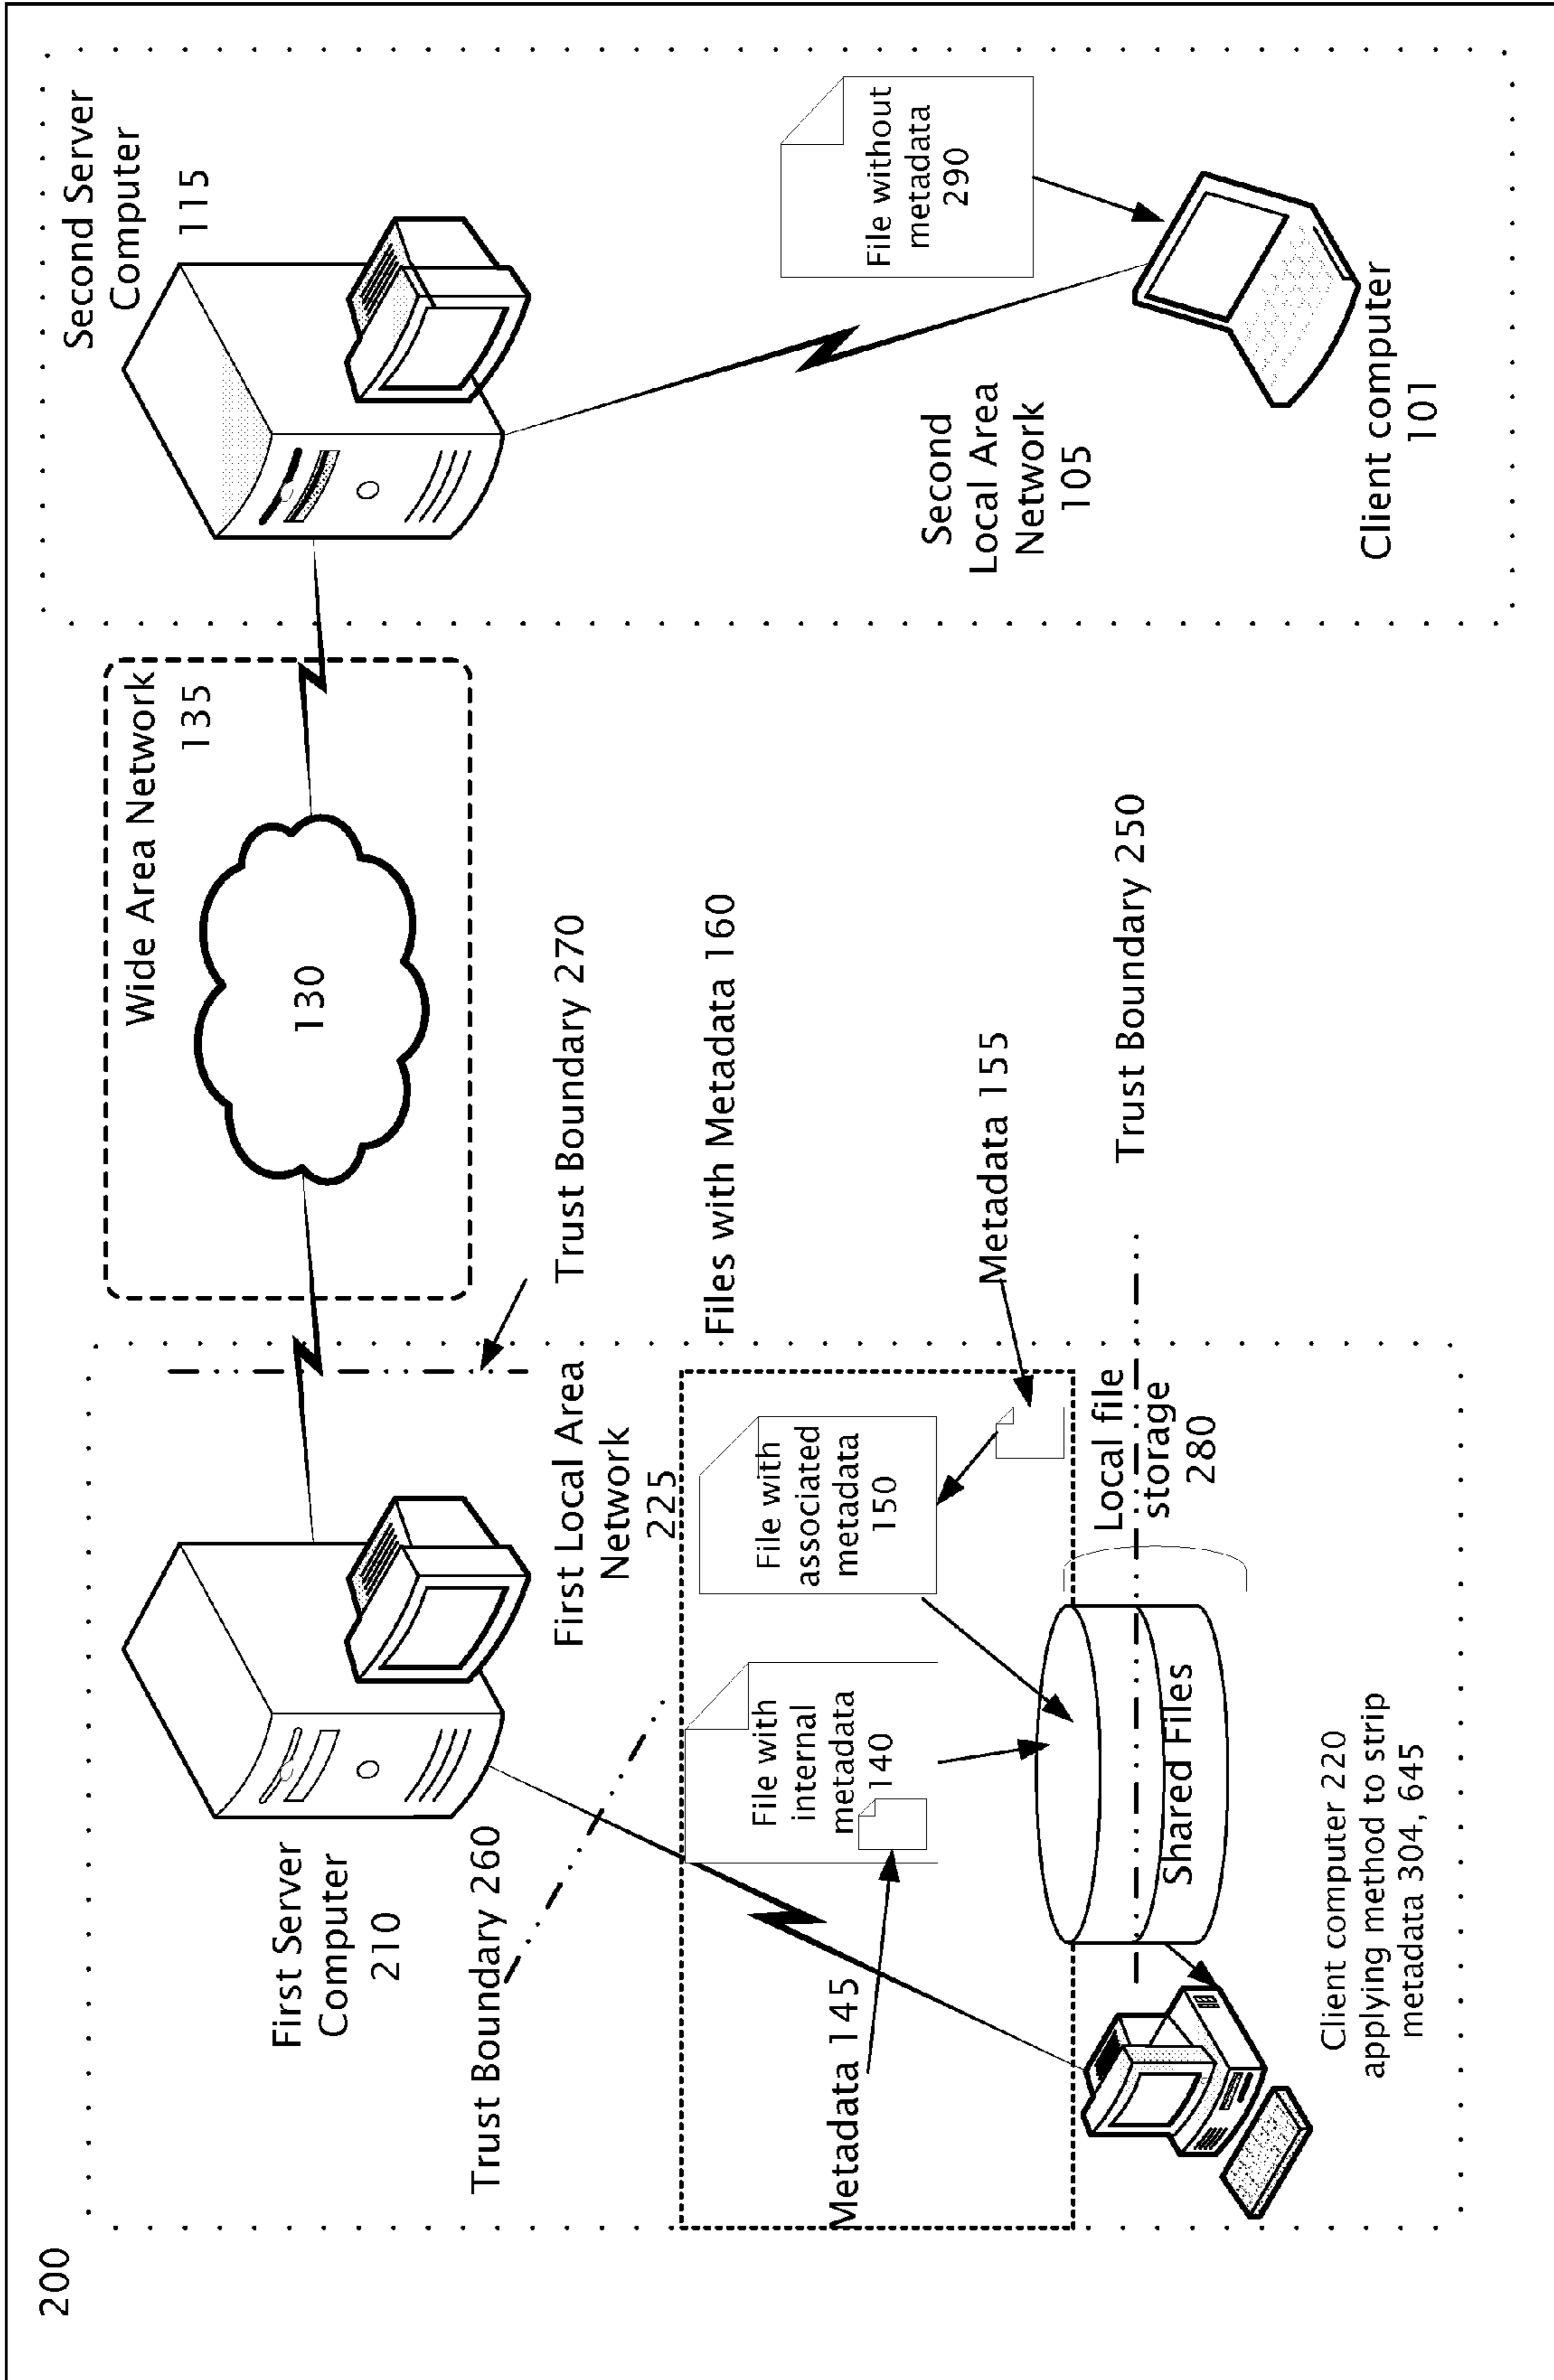 200
First Server
Computer
210
Trust Boundary 260
First Local Area
Network
225
Trust Boundary 270
Wide Area Network
135
130
Second Server
Computer
115
Files with Metadata 160
File with
internal
metadata
140
Metadata 145
File with
associated
metadata
150
Metadata 155
Local file
storage
280
Shared Files
Trust Boundary 250
Client computer 220
applying method to strip
metadata 304, 645
File without
metadata
290
Second
Local Area
Network
105
Client computer
101